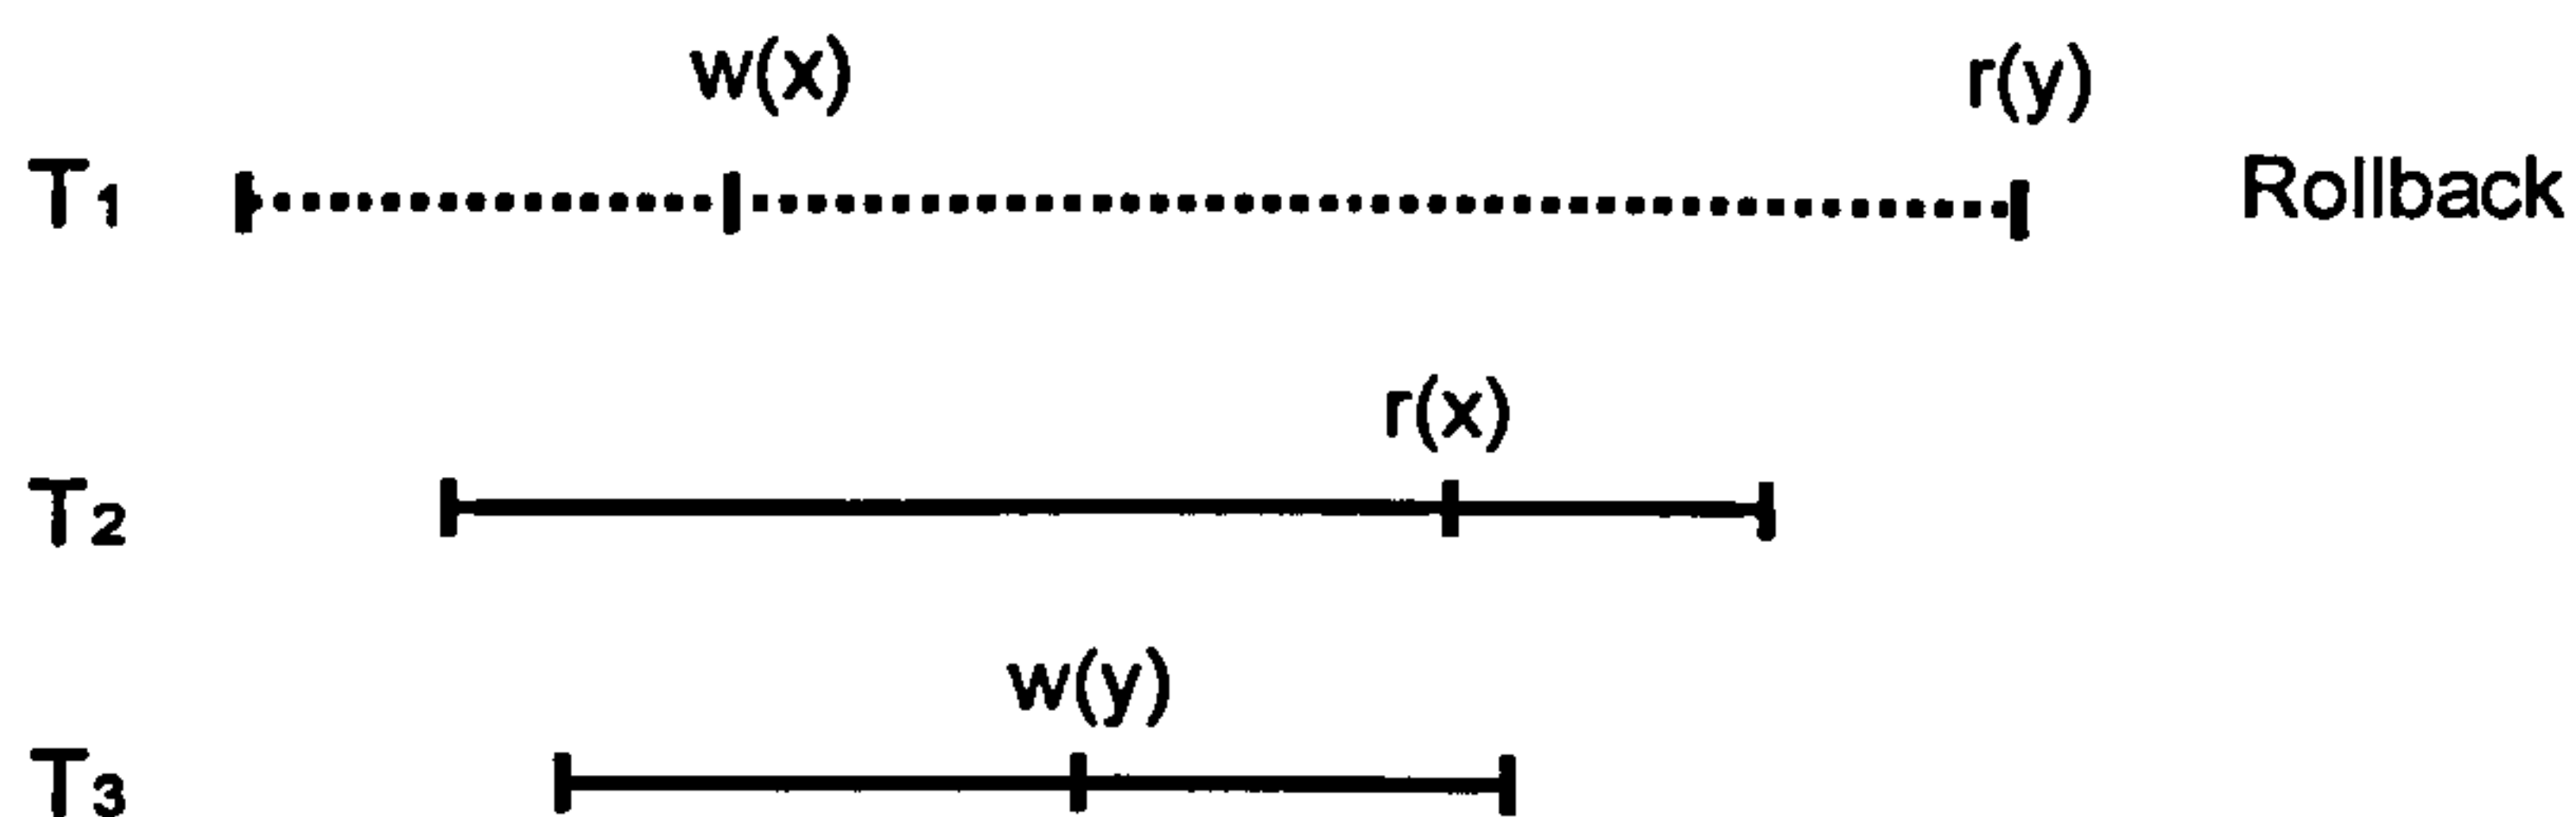 w(x) r(y)
T₁ Rollback
r(x)
T₂
w(y)
T₃